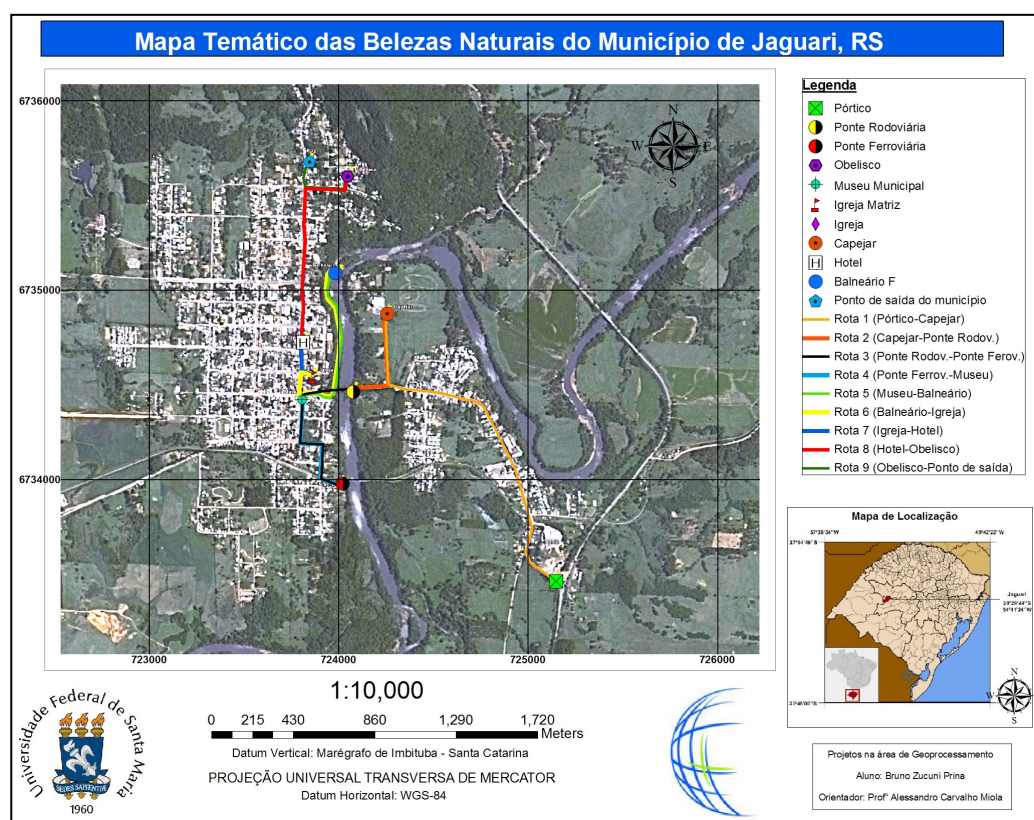 Mapa Temático das Belezas Naturais do Município de Jaguari, RS
6736000
6735000
6734000
723000
724000
725000
726000
N
W
E
S
Legenda
Pórtico
Ponte Rodoviária
Ponte Ferroviária
Obelisco
Museu Municipal
Igreja Matriz
Igreja
Capejar
Hotel
Balneário F
Ponto de saída do município
Rota 1 (Pórtico-Capejar)
Rota 2 (Capejar-Ponte Rodov.)
Rota 3 (Ponte Rodov.-Ponte Ferov.)
Rota 4 (Ponte Ferrov.-Museu)
Rota 5 (Museu-Balneário)
Rota 6 (Balneário-Igreja)
Rota 7 (Igreja-Hotel)
Rota 8 (Hotel-Obelisco)
Rota 9 (Obelisco-Ponto de saída)
H
H
Mapa de Localização
Jaguari
N
W
E
S
Universidade Federal de Santa Maria
SEDES SAPIENTIAE
1960
1:10,000
0 215 430 860 1,290 1,720
Meters
Datum Vertical: Marégrafo de Imbituba - Santa Catarina
PROJEÇÃO UNIVERSAL TRANSVERSA DE MERCATOR
Datum Horizontal: WGS-84
Projetos na área de Geoprocessamento
Aluno: Bruno Zucuni Prina
Orientador: Profº Alessandro Carvalho Miola